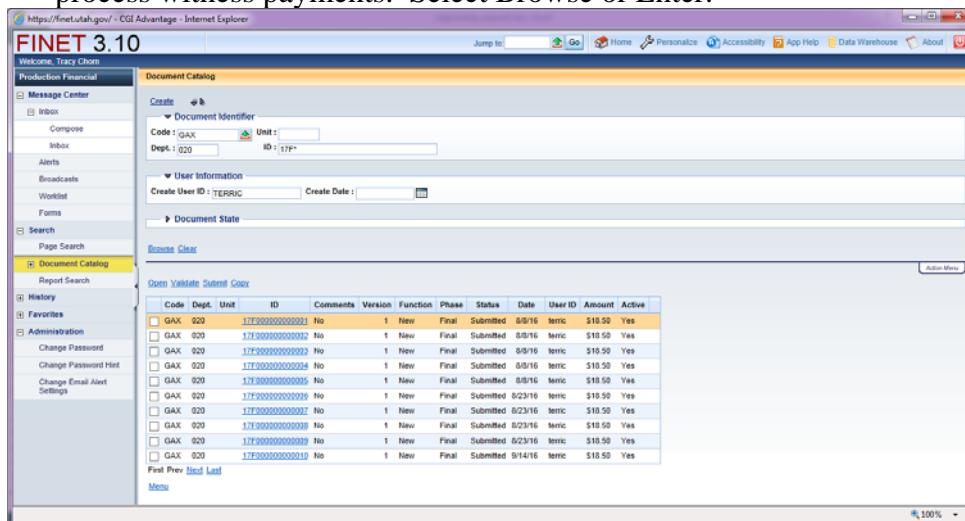 process witness payments. Select Browse or Enter.
https://finet.utah.gov/ - CGI Advantage - Internet Explorer
FINET 3.10
Jump to: Go Home Personalize Accessibility App Help Data Warehouse About
Welcome, Tracy Chorn
Production Financial
Document Catalog
Message Center
Inbox
Compose
Inbox
Alerts
Broadcasts
Worklist
Forms
Search
Page Search
Document Catalog
Report Search
History
Favorites
Administration
Change Password
Change Password Hint
Change Email Alert
Settings
Create
Document Identifier
Code : GAX Unit :
Dept. : 020 ID : 17F*
User Information
Create User ID : TERRIC Create Date :
Document State
Browse Clear
Action Menu
Open Validate Submit Copy
Code Dept. Unit ID Comments Version Function Phase Status Date User ID Amount Active
GAX 020 17F000000000001 No 1 New Final Submitted 8/8/16 terric $18.50 Yes
GAX 020 17F000000000002 No 1 New Final Submitted 8/8/16 terric $18.50 Yes
GAX 020 17F000000000003 No 1 New Final Submitted 8/8/16 terric $18.50 Yes
GAX 020 17F000000000004 No 1 New Final Submitted 8/8/16 terric $18.50 Yes
GAX 020 17F000000000005 No 1 New Final Submitted 8/8/16 terric $18.50 Yes
GAX 020 17F000000000006 No 1 New Final Submitted 8/23/16 terric $18.50 Yes
GAX 020 17F000000000007 No 1 New Final Submitted 8/23/16 terric $18.50 Yes
GAX 020 17F000000000008 No 1 New Final Submitted 8/23/16 terric $18.50 Yes
GAX 020 17F000000000009 No 1 New Final Submitted 8/23/16 terric $18.50 Yes
GAX 020 17F000000000010 No 1 New Final Submitted 9/14/16 terric $18.50 Yes
First Prev Next Last
Menu
100%